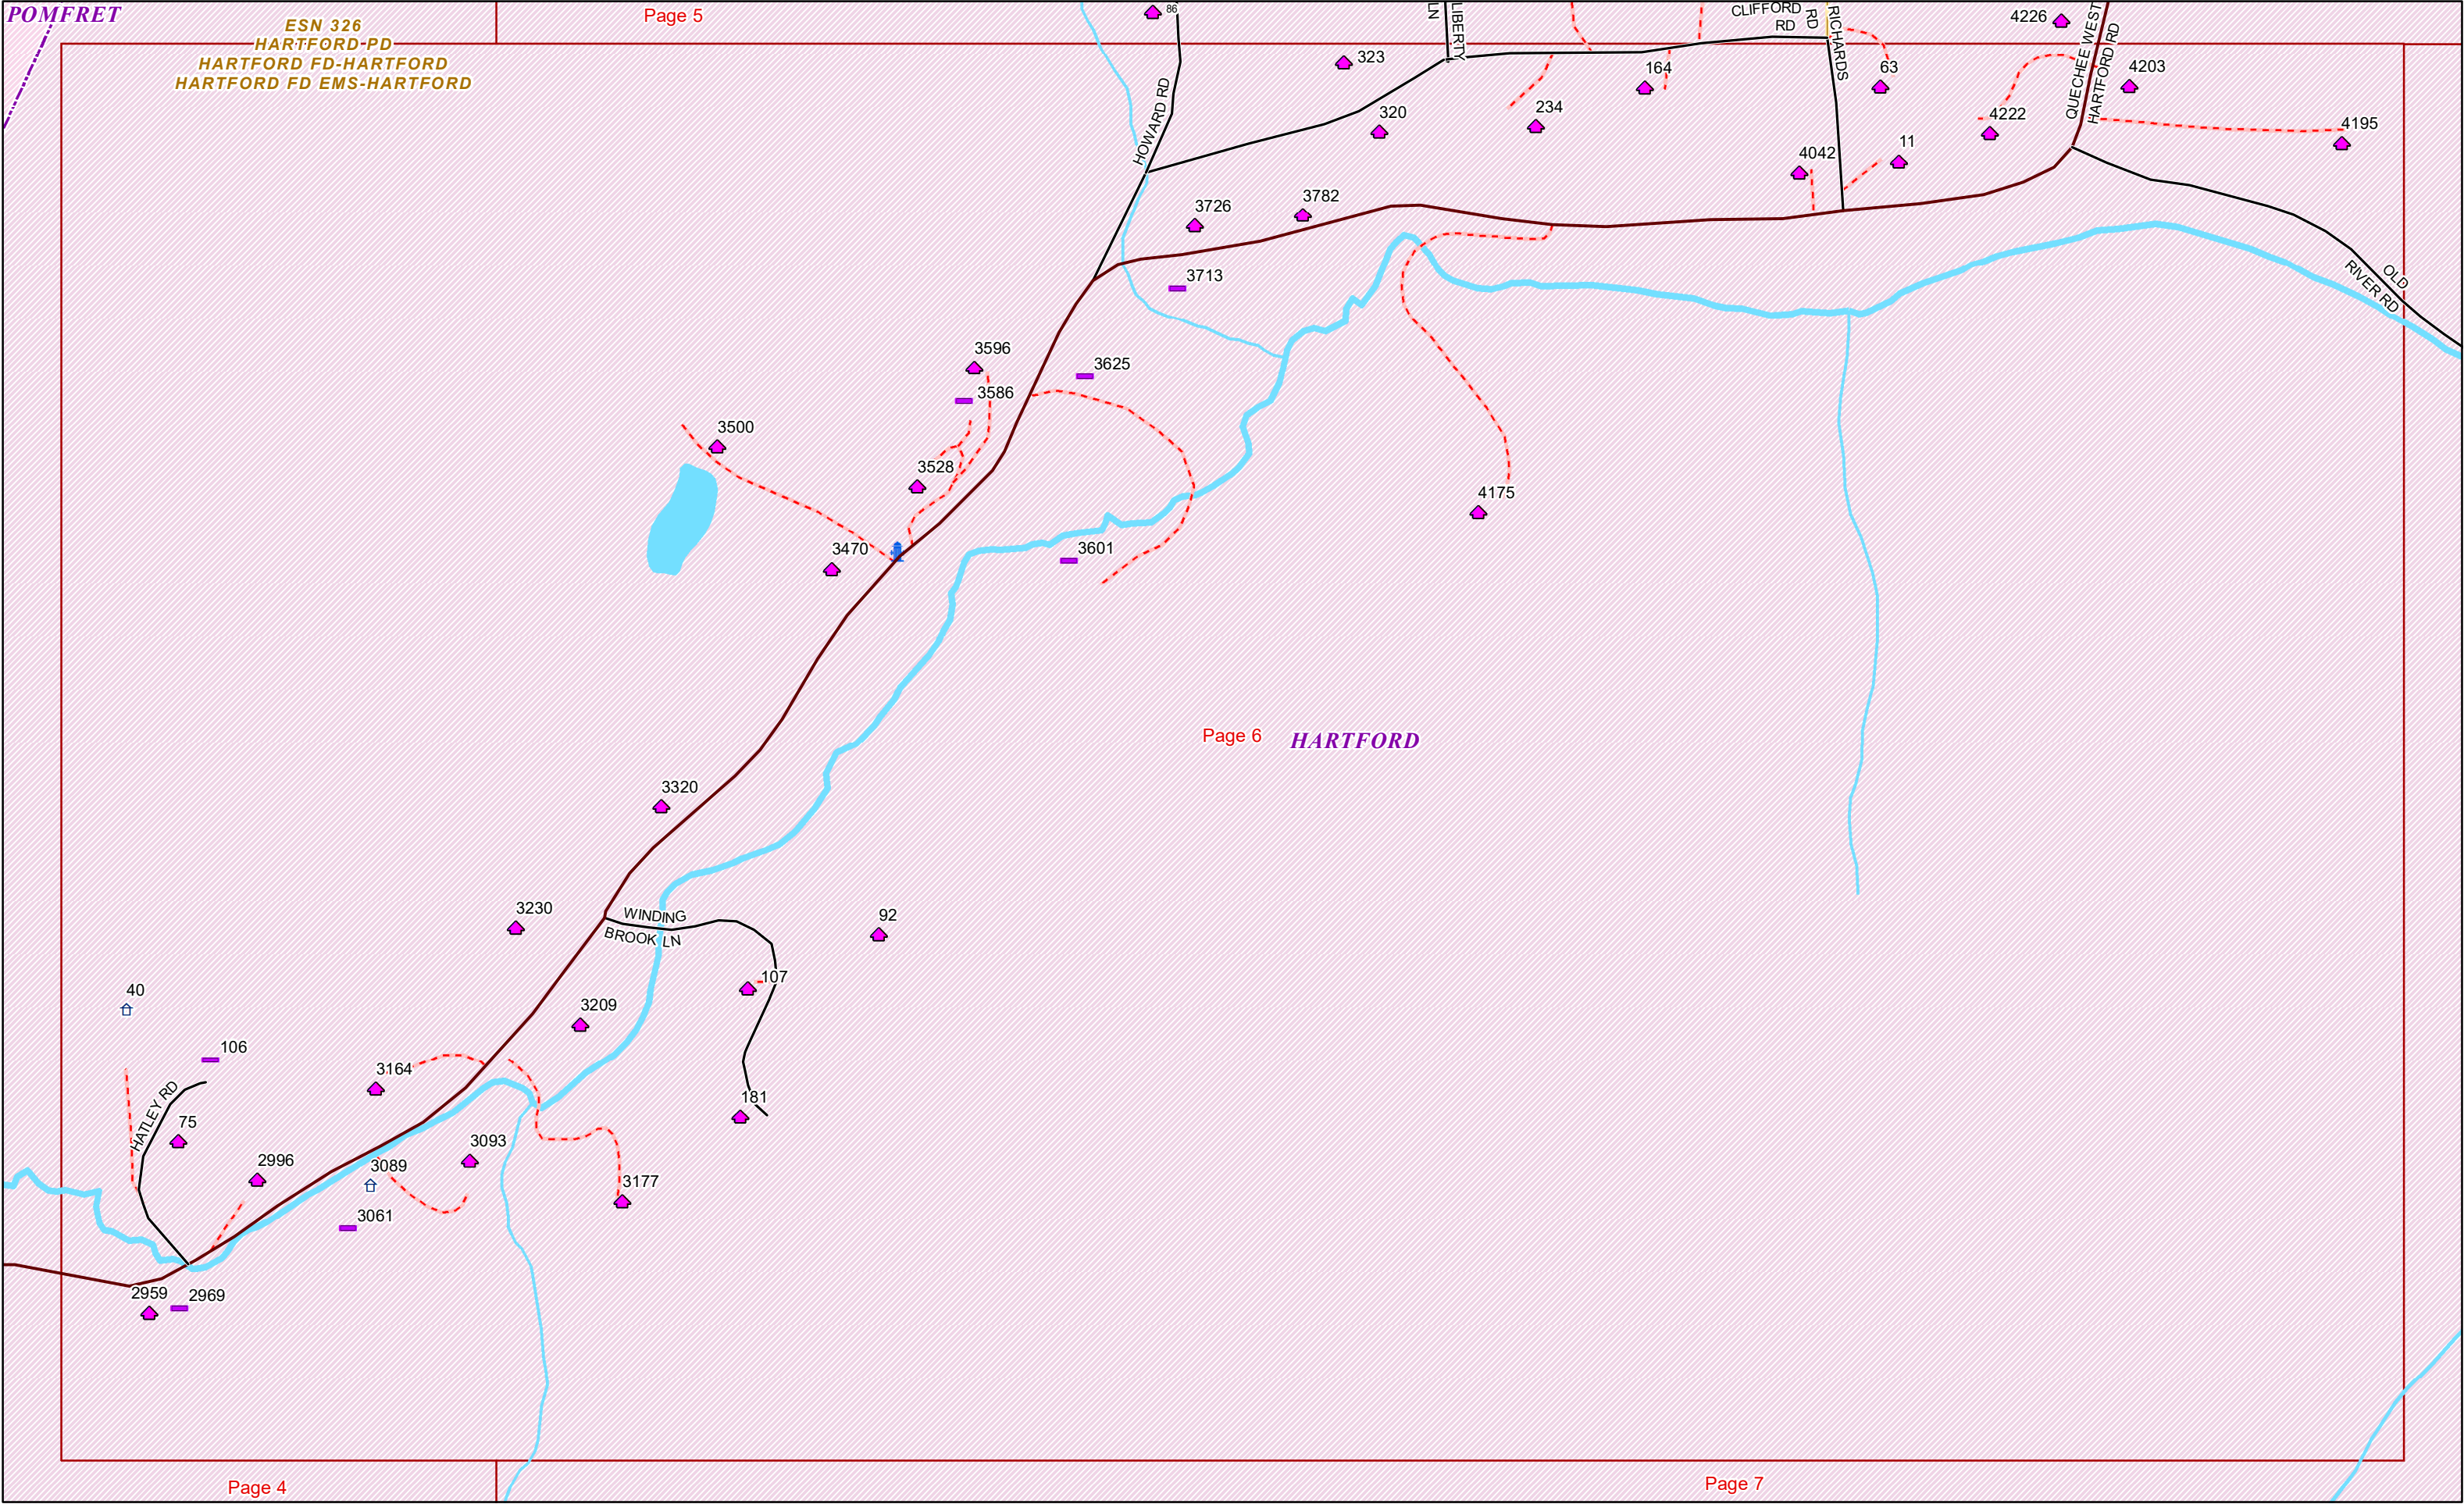 POMFRET
ESN 326
HARTFORD PD
HARTFORD FD-HARTFORD
HARTFORD FD EMS-HARTFORD
Page 5
86
LIBERTY
LN
CLIFFORD
RD
RICHARDS
RD
4226
QUECHEE WEST
HARTFORD RD
323
164
63
4203
HOWARD RD
320
234
4222
4195
11
4042
3726
3782
3713
OLD
RIVER RD
3596
3625
3586
3500
3528
4175
3470
3601
Page 6
HARTFORD
3320
3230
WINDING
BROOK LN
92
107
40
3209
106
3164
HATLEY RD
75
181
3093
2996
3089
3177
3061
2959
2969
Page 4
Page 7